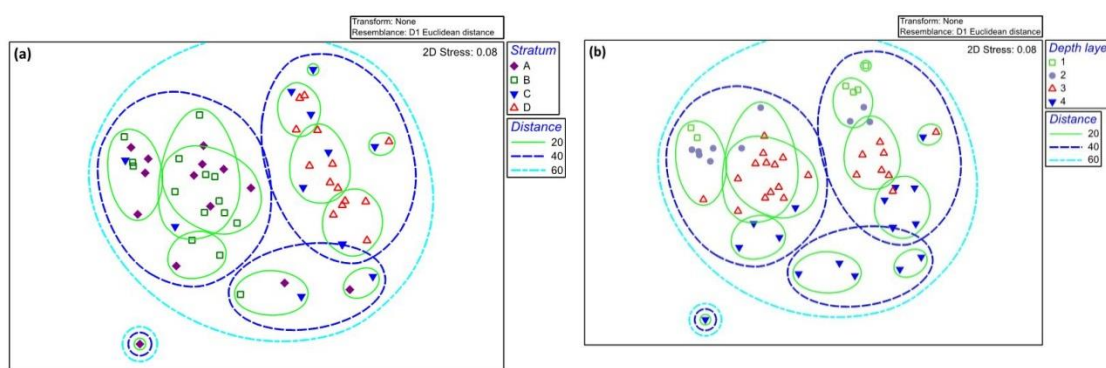 (a)
Transform: None
Resemblance: D1 Euclidean distance
2D Stress: 0.08
Stratum
A
B
C
D
Distance
20
40
60
(b)
Transform: None
Resemblance: D1 Euclidean distance
2D Stress: 0.08
Depth laye
1
2
3
4
Distance
20
40
60